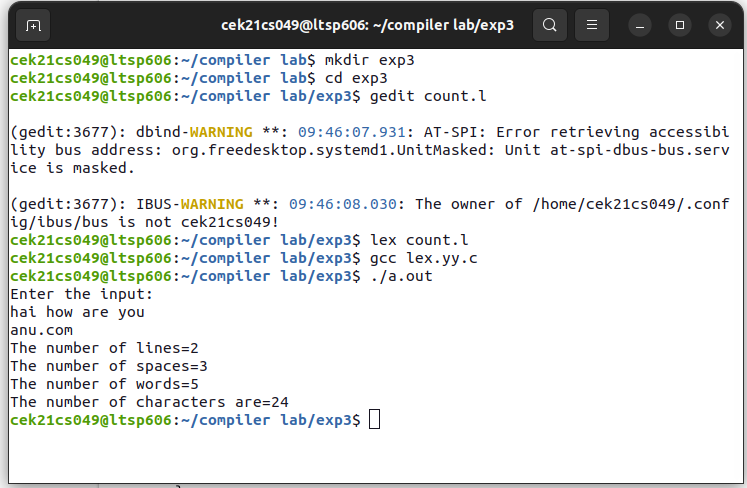 cek21cs049@ltsp606: ~/compiler lab/exp3
cek21cs049@ltsp606:~/compiler lab$ mkdir exp3
cek21cs049@ltsp606:~/compiler lab$ cd exp3
cek21cs049@ltsp606:~/compiler lab/exp3$ gedit count.l
(gedit:3677): dbind-WARNING **: 09:46:07.931: AT-SPI: Error retrieving accessibi
lity bus address: org.freedesktop.systemd1.UnitMasked: Unit at-spi-dbus-bus.serv
ice is masked.
(gedit:3677): IBUS-WARNING **: 09:46:08.030: The owner of /home/cek21cs049/.conf
ig/ibus/bus is not cek21cs049!
cek21cs049@ltsp606:~/compiler lab/exp3$ lex count.l
cek21cs049@ltsp606:~/compiler lab/exp3$ gcc lex.yy.c
cek21cs049@ltsp606:~/compiler lab/exp3$ ./a.out
Enter the input:
hai how are you
anu.com
The number of lines=2
The number of spaces=3
The number of words=5
The number of characters are=24
cek21cs049@ltsp606:~/compiler lab/exp3$